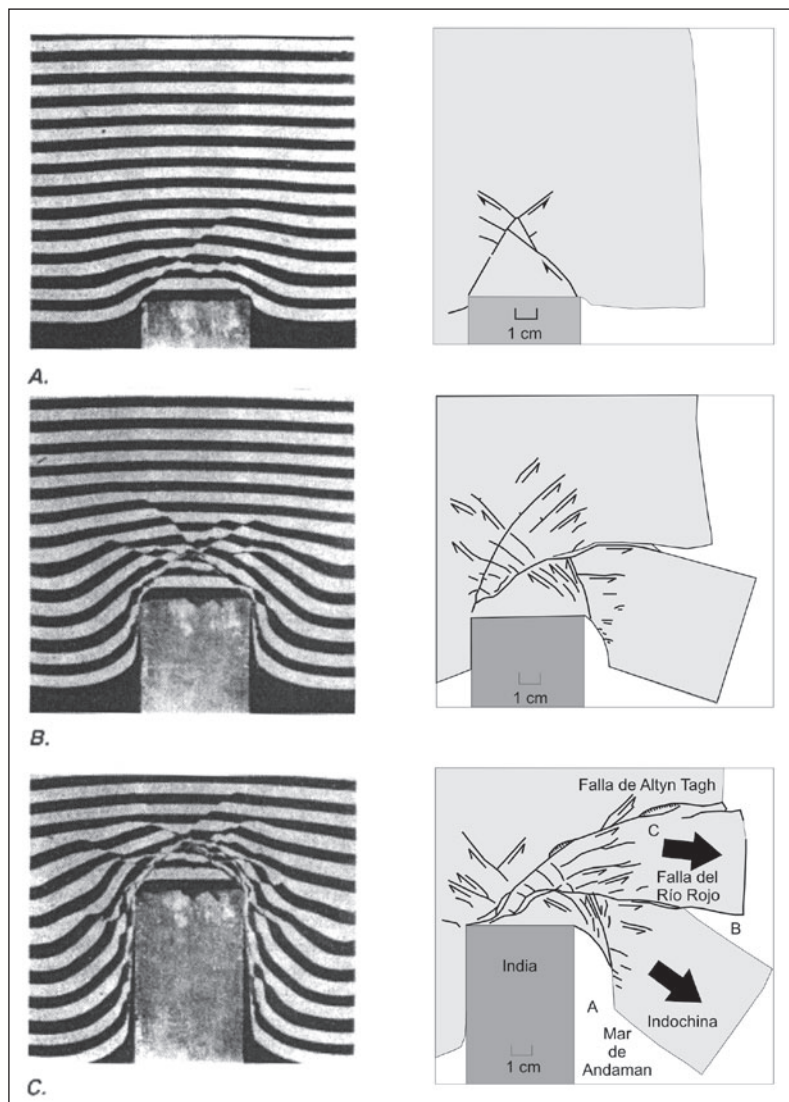 A.
1 cm
B.
1 cm
C.
Falla de Altyn Tagh
C
Falla del
Río Rojo
B
India
A
Indochina
Mar
de
Andaman
1 cm